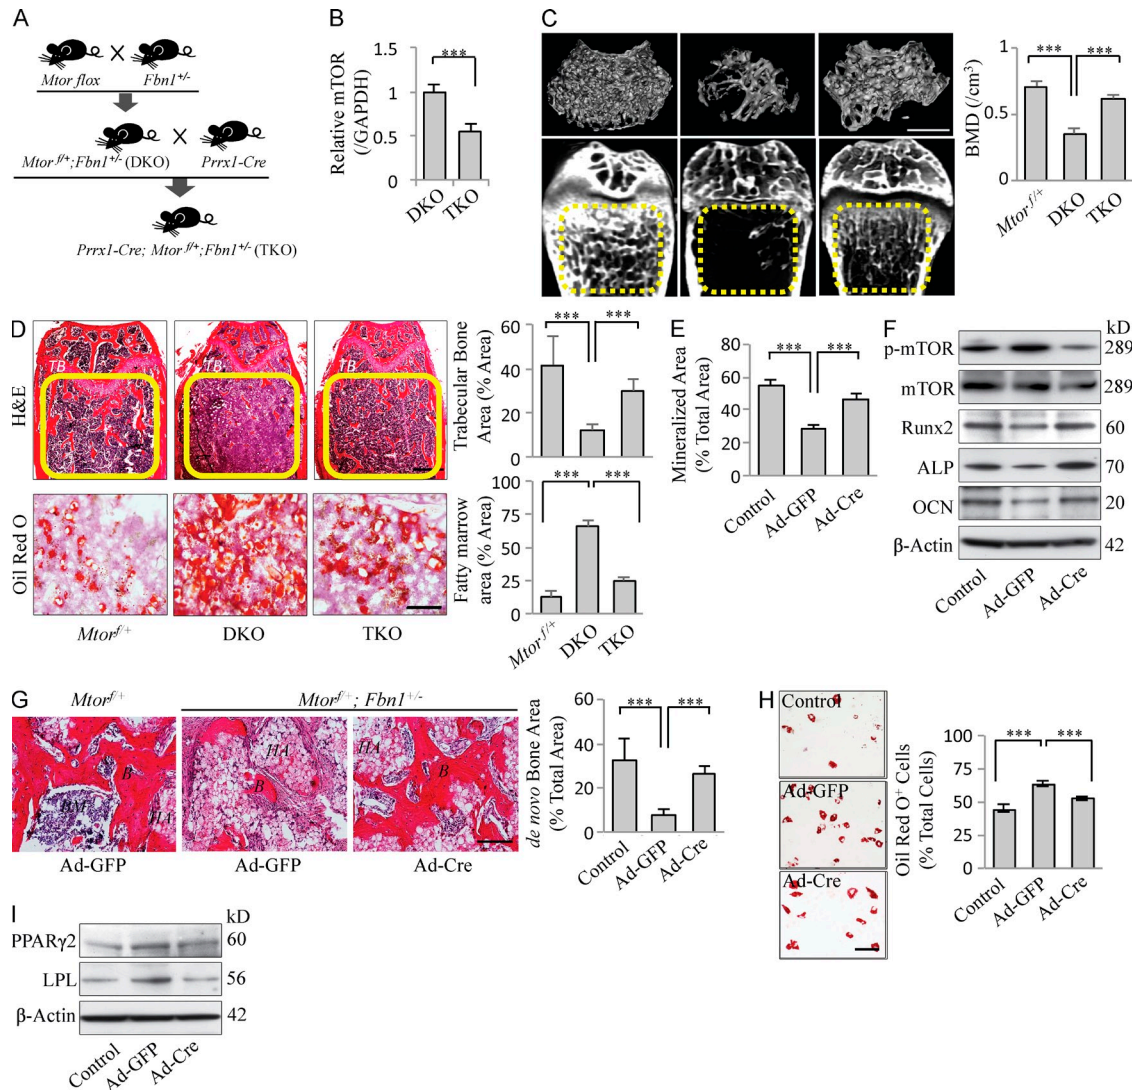 A
Mtor flox
Fbn1+/-
Mtor f/+;Fbn1+/- (DKO)
Prrx1-Cre
Prrx1-Cre; Mtor f/+;Fbn1+/- (TKO)
B
Relative mTOR
(/GAPDH)
1.5
1
0.5
0
***
DKO
TKO
C
BMD (/cm3)
1
0.5
0
***
***
Mtor f/+
DKO
TKO
D
H&E
TB
TB
TB
Oil Red O
Mtorf/+
DKO
TKO
Trabecular Bone
Area (% Area)
60
40
20
0
***
***
Fatty marrow
area (% Area)
100
75
50
25
0
***
***
Mtor f/+
DKO
TKO
E
Mineralized Area
(% Total Area)
80
60
40
20
0
***
***
Control
Ad-GFP
Ad-Cre
F
kD
p-mTOR
289
mTOR
289
Runx2
60
ALP
70
OCN
20
β-Actin
42
Control
Ad-GFP
Ad-Cre
G
Mtorf/+
Mtorf/+; Fbn1+/-
BM
B
HA
HA
B
HA
B
Ad-GFP
Ad-GFP
Ad-Cre
de novo Bone Area
(% Total Area)
60
40
20
0
***
***
Control
Ad-GFP
Ad-Cre
H
Control
Ad-GFP
Ad-Cre
Oil Red O+ Cells
(% Total Cells)
100
75
50
25
0
***
***
Control
Ad-GFP
Ad-Cre
I
kD
PPARγ2
60
LPL
56
β-Actin
42
Control
Ad-GFP
Ad-Cre